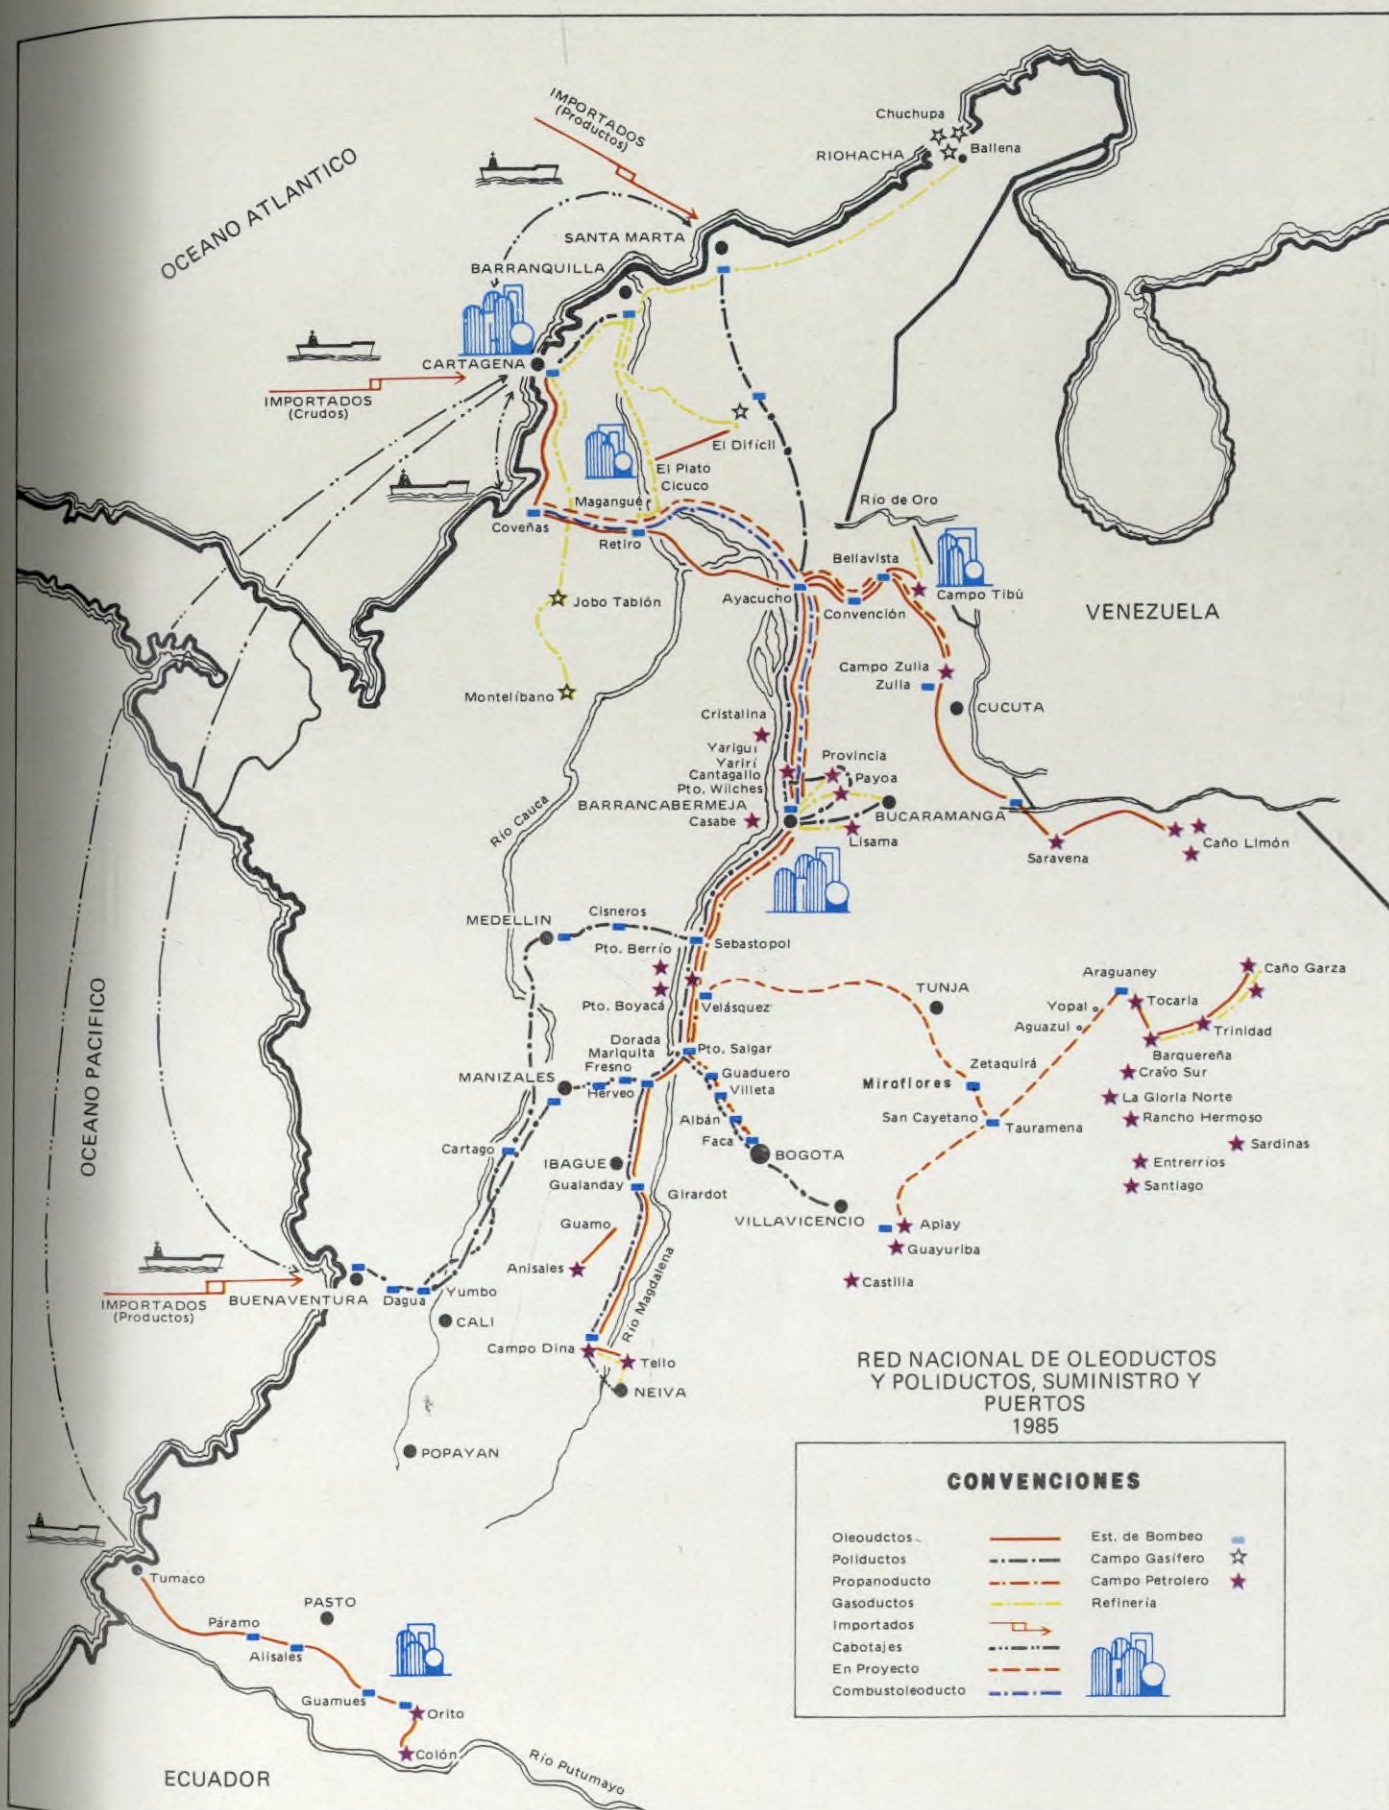 IMPORTADOS
(Productos)
Chuchupa
RIOHACHA
Ballena
OCEANO ATLANTICO
SANTA MARTA
BARRANQUILLA
CARTAGENA
IMPORTADOS
(Crudos)
El Difícil
El Plato
Cicuco
Magangué
Río de Oro
Coveñas
Retiro
Bellavista
Ayacucho
Convención
Campo Tibú
Jobo Tablón
VENEZUELA
Campo Zulia
Zulia
Montelíbano
CUCUTA
Cristalina
Yariguí
Yarirí
Cantagallo
Pto. Wilches
Provincia
Payoa
BARRANCABERMEJA
Casabe
BUCARAMANGA
Río Cauca
Lisama
Saravena
Caño Limón
MEDELLIN
Cisneros
Pto. Berrío
Sebastopol
Pto. Boyacá
Velásquez
TUNJA
Araguaney
Caño Garza
Yopal
Tocaria
Aguazul
Trinidad
OCEANO PACIFICO
Dorada
Mariquita
Fresno
Pto. Salgar
Zetaquirá
Barquereña
MANIZALES
Herveo
Guaduero
Villeta
Miraflores
Cravo Sur
La Gloria Norte
Albán
San Cayetano
Tauramena
Rancho Hermoso
Cartago
Faca
BOGOTA
Sardinas
IBAGUE
Entrerríos
Gualanday
Girardot
Santiago
Guamo
VILLAVICENCIO
Apiay
Guayuriba
Anisales
Castilla
Río Magdalena
IMPORTADOS
(Productos)
BUENAVENTURA
Dagua
Yumbo
CALI
Campo Dina
Tello
NEIVA
POPAYAN
RED NACIONAL DE OLEODUCTOS
Y POLIDUCTOS, SUMINISTRO Y
PUERTOS
1985
CONVENCIONES
Oleoudctos
Poliductos
Propanoducto
Gasoductos
Importados
Cabotajes
En Proyecto
Combustoleoducto
Est. de Bombeo
Campo Gasífero
Campo Petrolero
Refinería
Tumaco
PASTO
Páramo
Alisales
Guamues
Orito
Colón
Río Putumayo
ECUADOR